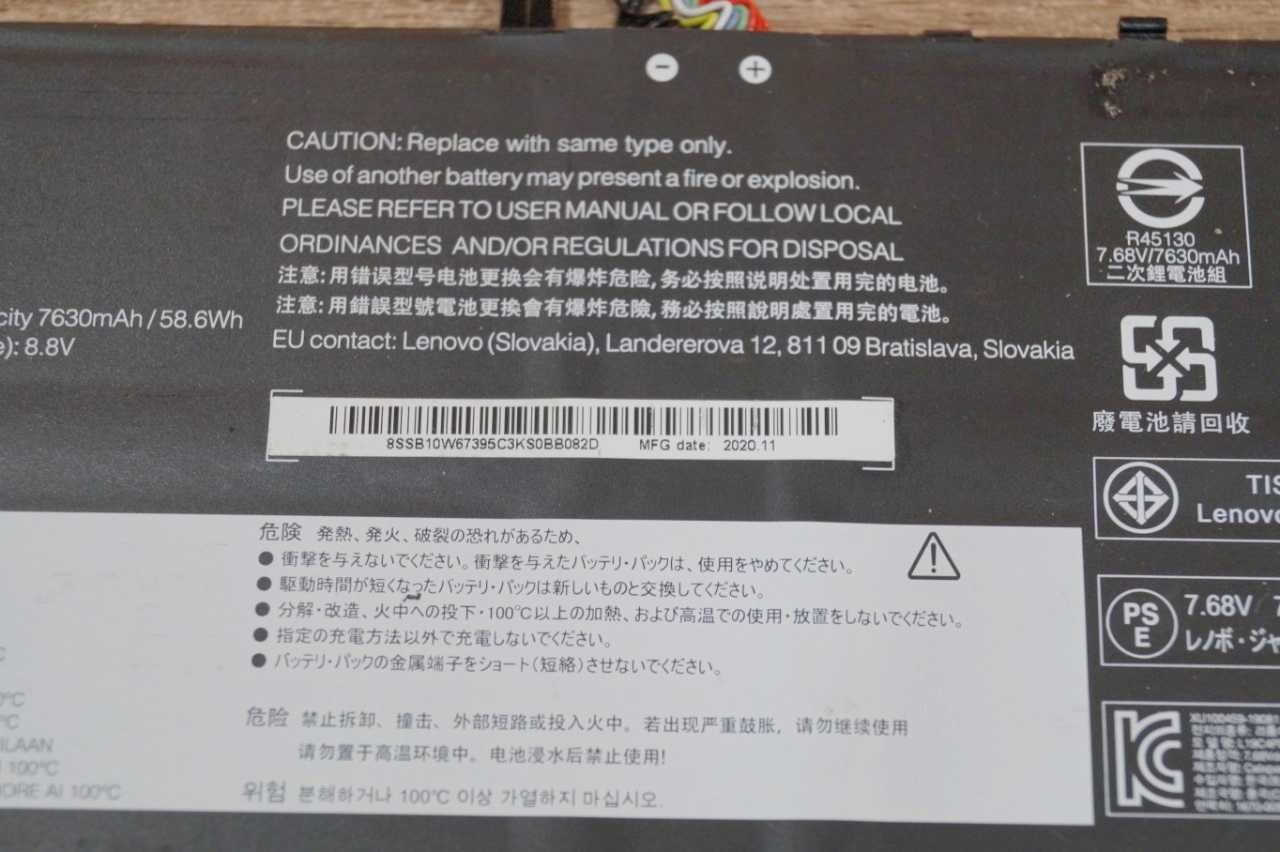 − +
CAUTION: Replace with same type only.
Use of another battery may present a fire or explosion.
PLEASE REFER TO USER MANUAL OR FOLLOW LOCAL
ORDINANCES AND/OR REGULATIONS FOR DISPOSAL
注意: 用错误型号电池更换会有爆炸危险, 务必按照说明处置用完的电池。
注意: 用錯誤型號電池更換會有爆炸危險, 務必按照說明處置用完的電池。
EU contact: Lenovo (Slovakia), Landererova 12, 811 09 Bratislava, Slovakia
city 7630mAh / 58.6Wh
e): 8.8V
8SSB10W67395C3KS0BB082D MFG date: 2020.11
R45130
7.68V/7630mAh
二次鋰電池組
廢電池請回收
TIS
Lenovo
PS
E
7.68V 7
レノボ・ジャ
危険 発熱、発火、破裂の恐れがあるため、
● 衝撃を与えないでください。衝撃を与えたバッテリ・パックは、使用をやめてください。
● 駆動時間が短くなったバッテリ・パックは新しいものと交換してください。
● 分解・改造、火中への投下・100℃以上の加熱、および高温での使用・放置をしないでください。
● 指定の充電方法以外で充電しないでください。
● バッテリ・パックの金属端子をショート(短絡)させないでください。
危险 禁止拆卸、撞击、外部短路或投入火中。若出现严重鼓胀, 请勿继续使用
请勿置于高温环境中。电池浸水后禁止使用!
위험 분해하거나 100℃ 이상 가열하지 마십시오.
0°C
°C
ILAAN
100°C
IORE AI 100°C